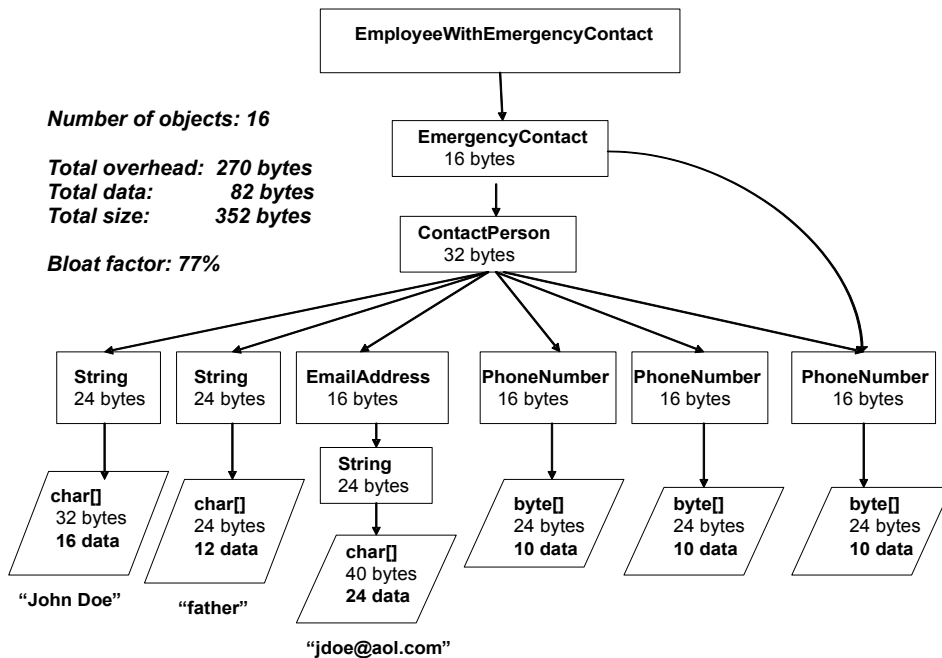 EmployeeWithEmergencyContact
Number of objects: 16
Total overhead: 270 bytes
Total data: 82 bytes
Total size: 352 bytes
Bloat factor: 77%
EmergencyContact
16 bytes
ContactPerson
32 bytes
String
24 bytes
String
24 bytes
EmailAddress
16 bytes
PhoneNumber
16 bytes
PhoneNumber
16 bytes
PhoneNumber
16 bytes
String
24 bytes
char[]
32 bytes
16 data
char[]
24 bytes
12 data
char[]
40 bytes
24 data
byte[]
24 bytes
10 data
byte[]
24 bytes
10 data
byte[]
24 bytes
10 data
“John Doe”
“father”
“jdoe@aol.com”